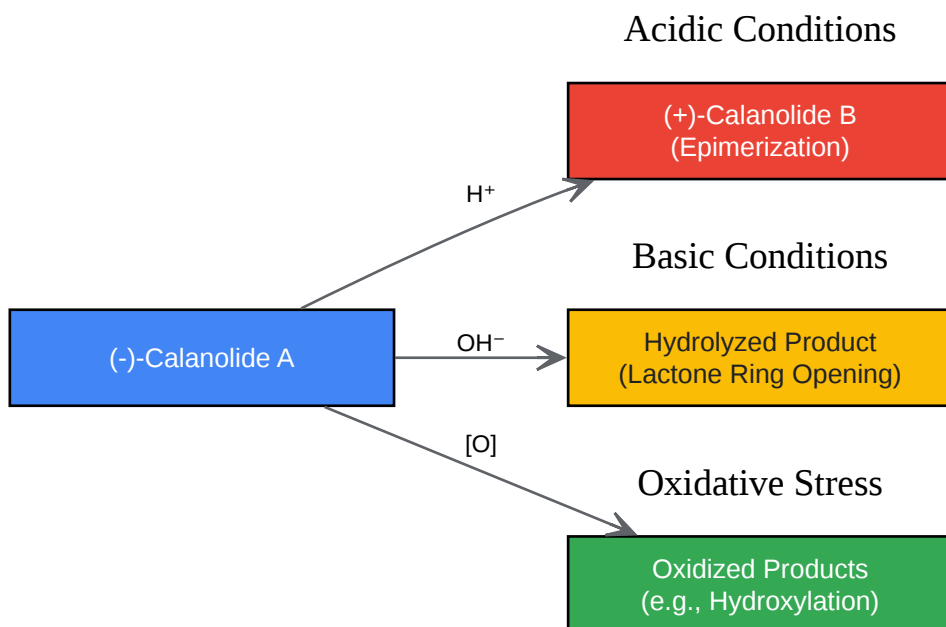 Acidic Conditions
(+)-Calanolide B
(Epimerization)
H⁺
Basic Conditions
(-)-Calanolide A
OH⁻
Hydrolyzed Product
(Lactone Ring Opening)
[O]
Oxidative Stress
Oxidized Products
(e.g., Hydroxylation)